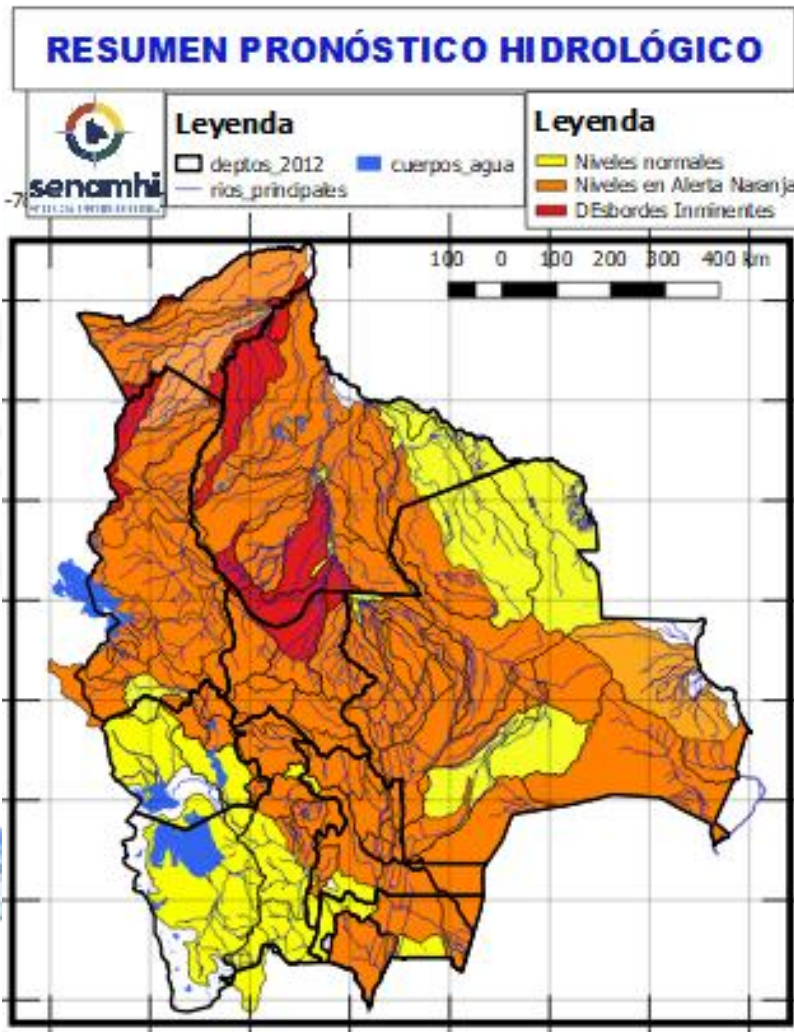 RESUMEN PRONÓSTICO HIDROLÓGICO
senamhi
Leyenda
deptos_2012
cuerpos_agua
rios_principales
Leyenda
Niveles normales
Niveles en Alerta Naranja
DEsbordes Inminentes
100 0 100 200 300 400 km